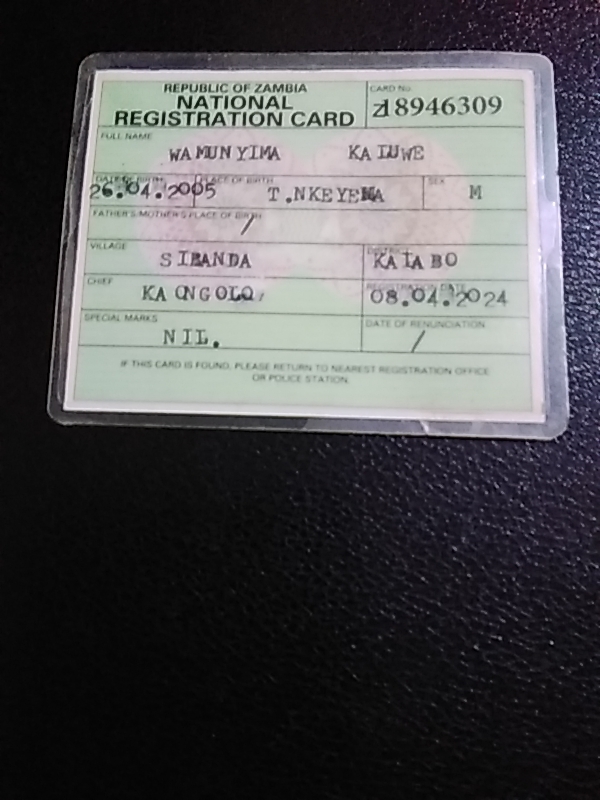 REPUBLIC OF ZAMBIA
NATIONAL
REGISTRATION CARD
CARD No.
Z18946309
FULL NAME
WAMUNYIMA KALUWE
DATE OF BIRTH PLACE OF BIRTH SEX
26.04.2005 T.NKEYEMA M
FATHER'S-MOTHER'S PLACE OF BIRTH
/
VILLAGE DISTRICT
SIBANDA KALABO
CHIEF REGISTRATION DATE
KAONGOLO, 08.04.2024
SPECIAL MARKS DATE OF RENUNCIATION
NIL. /
IF THIS CARD IS FOUND, PLEASE RETURN TO NEAREST REGISTRATION OFFICE
OR POLICE STATION.